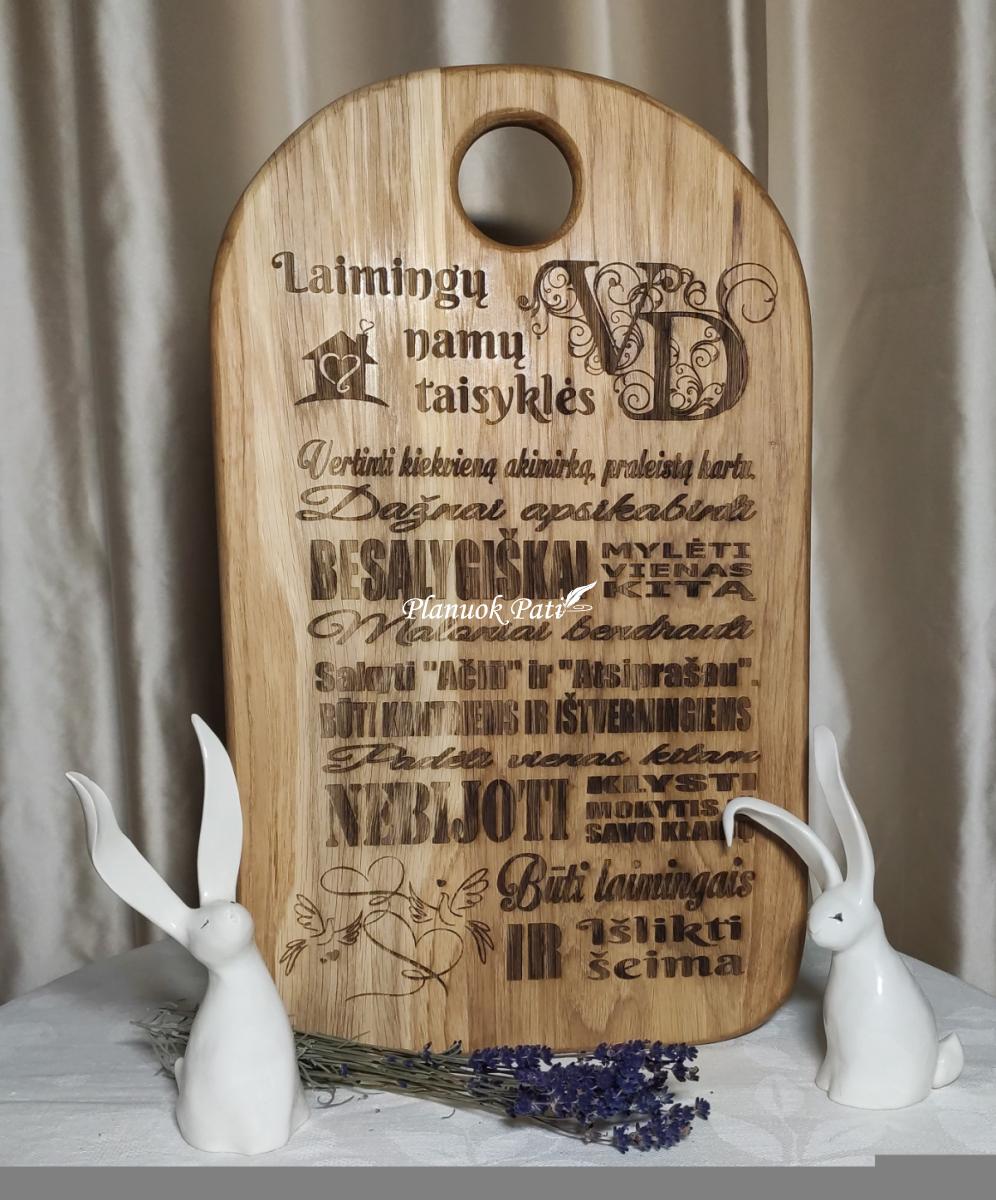 Laimingų
namų
taisyklės
VD
Vertinti kiekvieną akimirką, praleistą kartu.
Dažnai apsikabinti
BESĄLYGIŠKAI MYLĖTI
VIENAS
KITĄ
Planuok Pati
Maloniai bendrauti
Sakyti "Ačiū" ir "Atsiprašau".
BŪTI KANTRIEMS IR IŠTVERMINGIEMS
Padėti vienas kitam
NEBIJOTI KLYSTI
MOKYTIS
SAVO KLAIDŲ
Būti laimingais
IR Išlikti
šeima